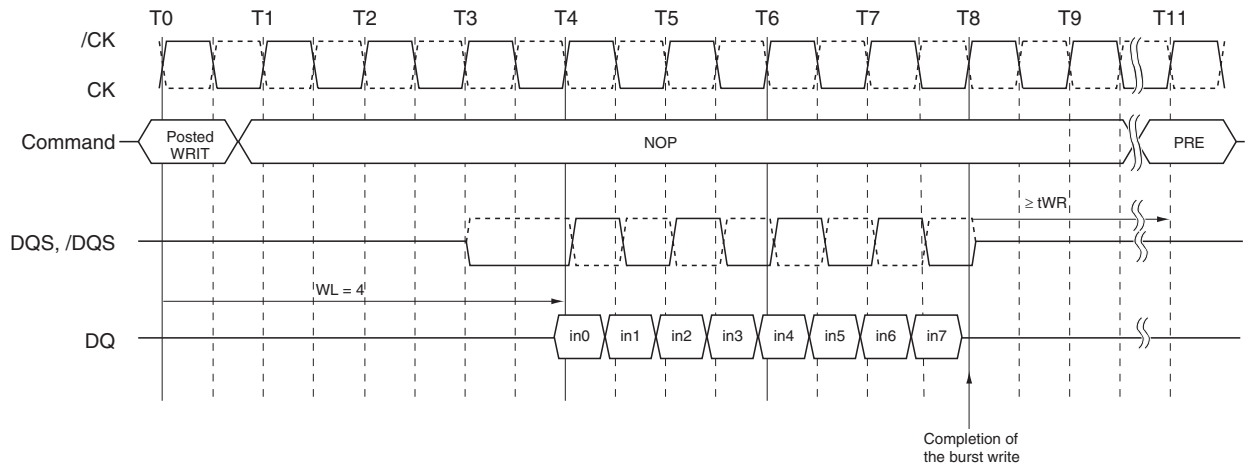 T0 T1 T2 T3 T4 T5 T6 T7 T8 T9 T11
/CK
CK
Command
Posted
WRIT
NOP
PRE
≥ tWR
DQS, /DQS
WL = 4
DQ
in0 in1 in2 in3 in4 in5 in6 in7
Completion of
the burst write